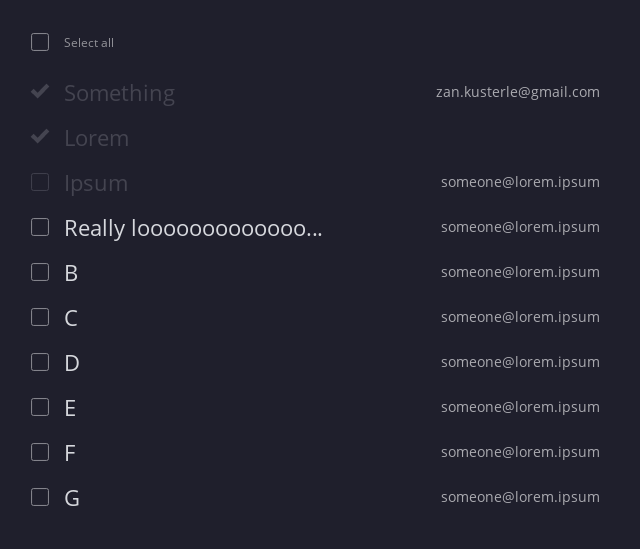 Select all
Something zan.kusterle@gmail.com
Lorem
Ipsum someone@lorem.ipsum
Really looooooooooooo... someone@lorem.ipsum
B someone@lorem.ipsum
C someone@lorem.ipsum
D someone@lorem.ipsum
E someone@lorem.ipsum
F someone@lorem.ipsum
G someone@lorem.ipsum